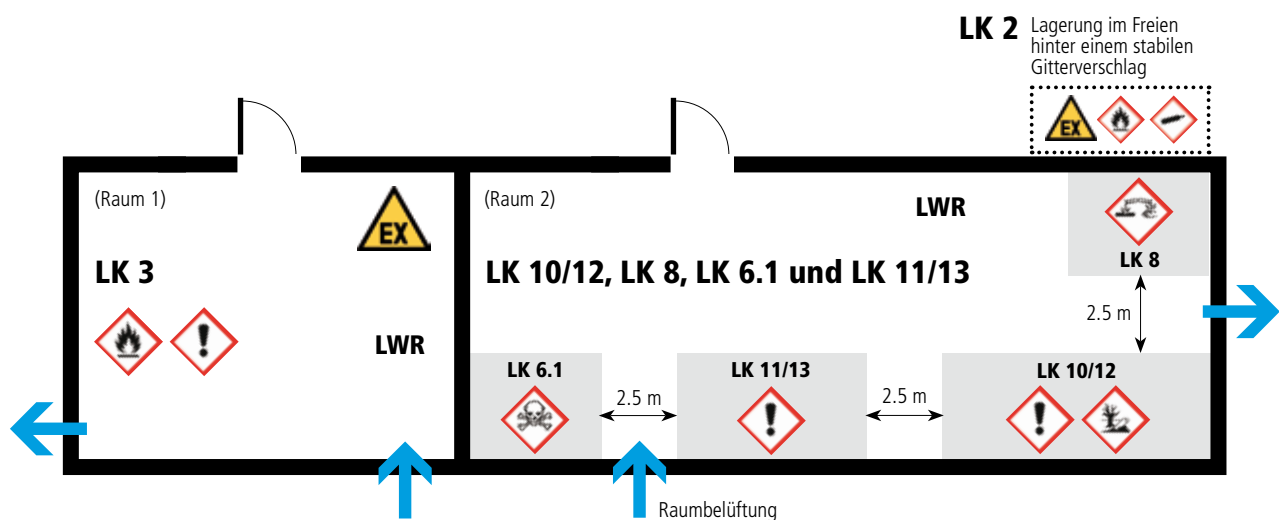 LK 2 Lagerung im Freien
hinter einem stabilen
Gitterverschlag
EX
(Raum 1)
EX
LK 3
LWR
(Raum 2)
LWR
LK 10/12, LK 8, LK 6.1 und LK 11/13
LK 8
2.5 m
LK 6.1
2.5 m
LK 11/13
2.5 m
LK 10/12
Raumbelüftung